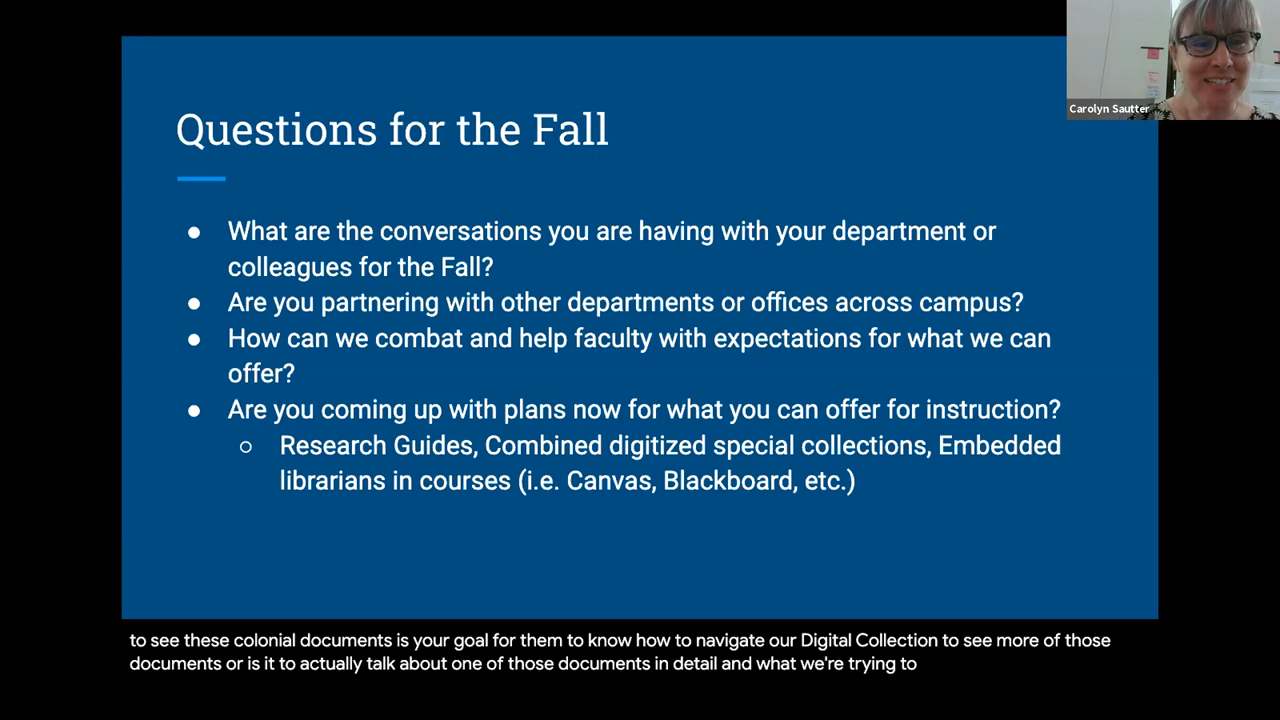 Carolyn Sautter
Questions for the Fall
● What are the conversations you are having with your department or
colleagues for the Fall?
● Are you partnering with other departments or offices across campus?
● How can we combat and help faculty with expectations for what we can
offer?
● Are you coming up with plans now for what you can offer for instruction?
○ Research Guides, Combined digitized special collections, Embedded
librarians in courses (i.e. Canvas, Blackboard, etc.)
to see these colonial documents is your goal for them to know how to navigate our Digital Collection to see more of those
documents or is it to actually talk about one of those documents in detail and what we're trying to